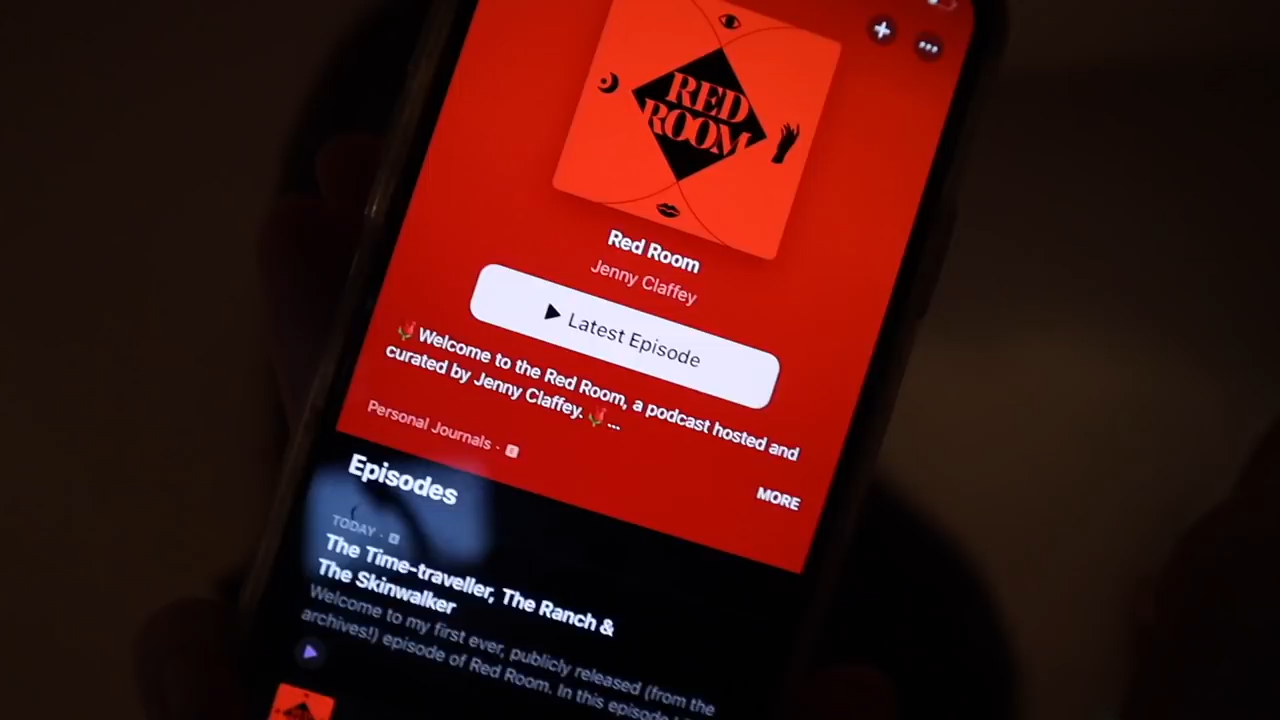 RED
ROOM
Red Room
Jenny Claffey
Latest Episode
🌹 Welcome to the Red Room, a podcast hosted and
curated by Jenny Claffey. 🌹...
MORE
Personal Journals · E
Episodes
TODAY · E
The Time-traveller, The Ranch &
The Skinwalker
Welcome to my first ever, publicly released (from the
archives!) episode of Red Room. In this episode